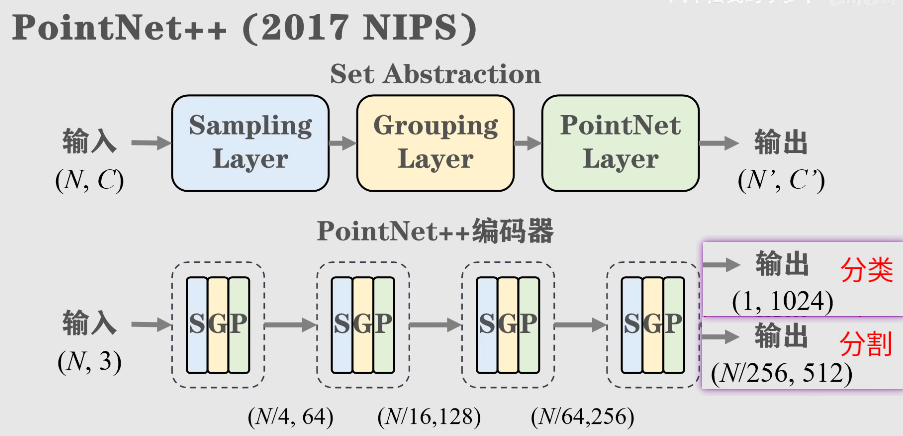 PointNet++ (2017 NIPS)
Set Abstraction
输入
(N, C)
Sampling
Layer
Grouping
Layer
PointNet
Layer
输出
(N’, C’)
PointNet++编码器
输入
(N, 3)
SGP
SGP
SGP
SGP
(N/4, 64)
(N/16,128)
(N/64,256)
输出 分类
(1, 1024)
输出 分割
(N/256, 512)